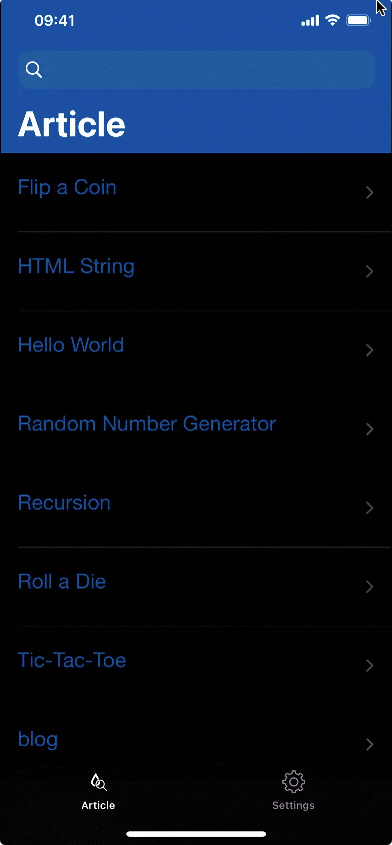 09:41
Article
Flip a Coin
HTML String
Hello World
Random Number Generator
Recursion
Roll a Die
Tic-Tac-Toe
blog
Article
Settings